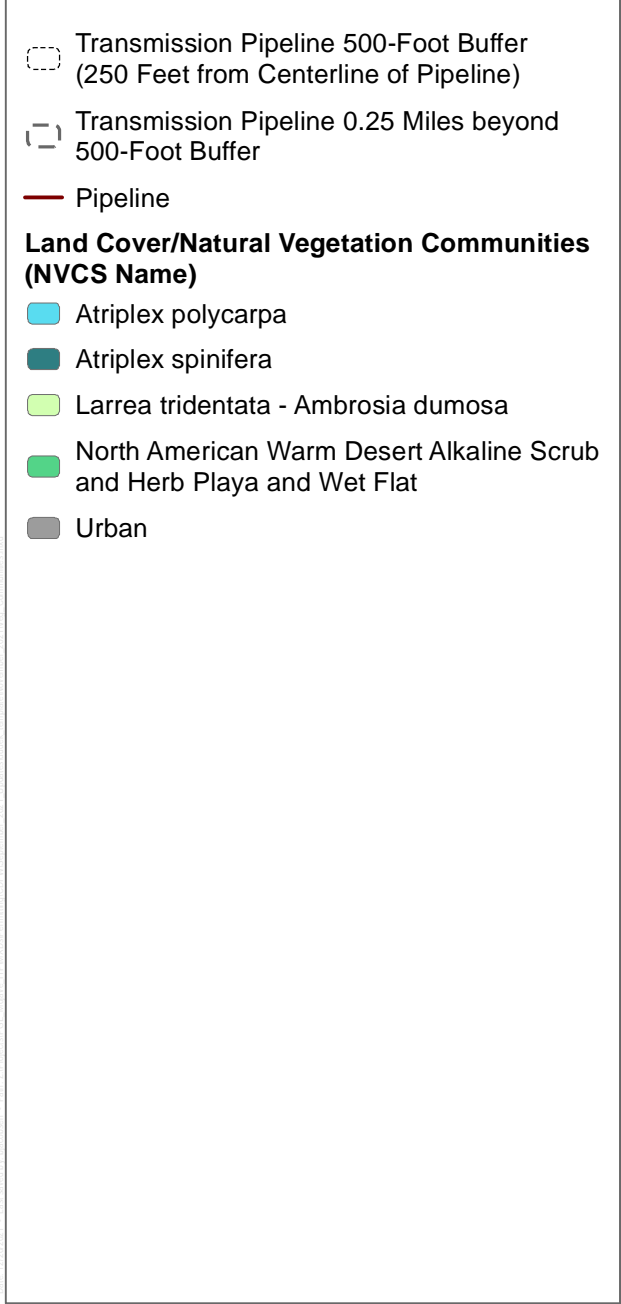 Transmission Pipeline 500-Foot Buffer
(250 Feet from Centerline of Pipeline)
Transmission Pipeline 0.25 Miles beyond
500-Foot Buffer
Pipeline
Land Cover/Natural Vegetation Communities
(NVCS Name)
Atriplex polycarpa
Atriplex spinifera
Larrea tridentata - Ambrosia dumosa
North American Warm Desert Alkaline Scrub
and Herb Playa and Wet Flat
Urban